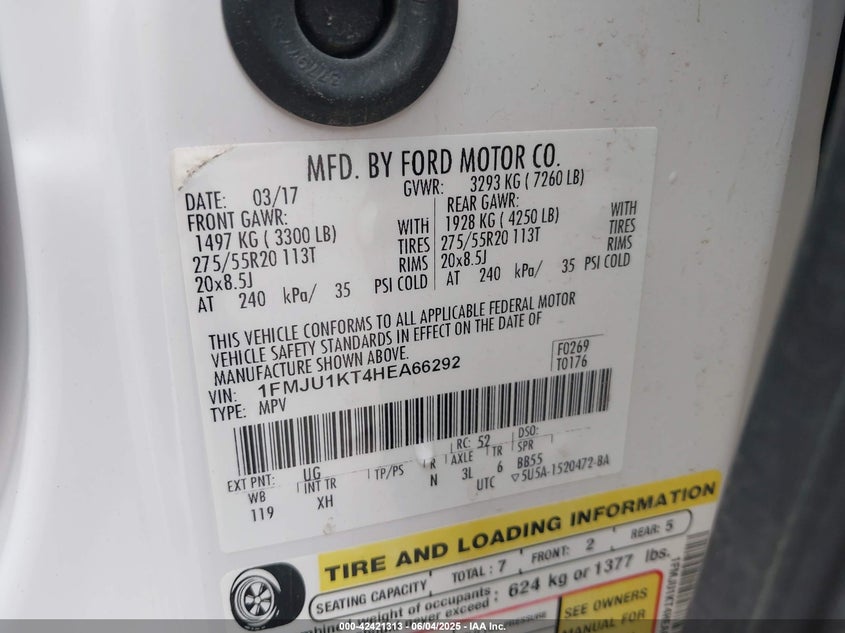 MFD. BY FORD MOTOR CO.
DATE: 03/17 GVWR: 3293 KG ( 7260 LB)
FRONT GAWR: REAR GAWR:
1497 KG ( 3300 LB) WITH 1928 KG ( 4250 LB) WITH
275/55R20 113T TIRES 275/55R20 113T TIRES
20x8.5J RIMS 20x8.5J RIMS
AT 240 kPa/ 35 PSI COLD AT 240 kPa/ 35 PSI COLD
THIS VEHICLE CONFORMS TO ALL APPLICABLE FEDERAL MOTOR
VEHICLE SAFETY STANDARDS IN EFFECT ON THE DATE OF
MANUFACTURE SHOWN ABOVE.
F0269
VIN: 1FMJU1KT4HEA66292
T0176
TYPE: MPV
RC: 52 DSO:
EXT PNT: UG
WB INT TR TP/PS R AXLE TR SPR
119 XH N 3L 6 BB55
UTC ▽5U5A-1520472-BA
TIRE AND LOADING INFORMATION
SEATING CAPACITY TOTAL: 7 FRONT: 2 REAR: 5
weight of occupants
exceed : 624 kg or 1377 lbs.
PRESSURE
SEE OWNERS
MANUAL FOR
000-42421313 - 06/04/2025 - IAA Inc.